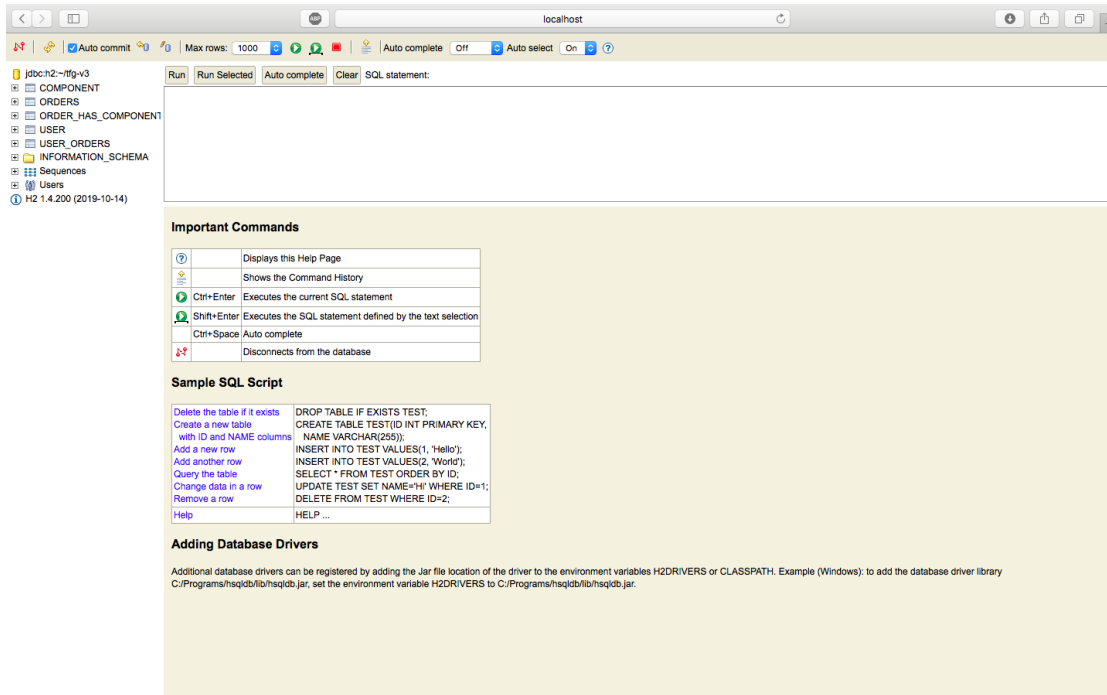 ABP
localhost
Auto commit Max rows: 1000 Auto complete Off Auto select On ?
jdbc:h2:~/tfg-v3
COMPONENT
ORDERS
ORDER_HAS_COMPONENT
USER
USER_ORDERS
INFORMATION_SCHEMA
Sequences
Users
H2 1.4.200 (2019-10-14)
Run Run Selected Auto complete Clear SQL statement:
Important Commands
? Displays this Help Page
Shows the Command History
Ctrl+Enter Executes the current SQL statement
Shift+Enter Executes the SQL statement defined by the text selection
Ctrl+Space Auto complete
Disconnects from the database
Sample SQL Script
Delete the table if it exists DROP TABLE IF EXISTS TEST;
Create a new table CREATE TABLE TEST(ID INT PRIMARY KEY,
with ID and NAME columns NAME VARCHAR(255));
Add a new row INSERT INTO TEST VALUES(1, 'Hello');
Add another row INSERT INTO TEST VALUES(2, 'World');
Query the table SELECT * FROM TEST ORDER BY ID;
Change data in a row UPDATE TEST SET NAME='Hi' WHERE ID=1;
Remove a row DELETE FROM TEST WHERE ID=2;
Help HELP ...
Adding Database Drivers
Additional database drivers can be registered by adding the Jar file location of the driver to the environment variables H2DRIVERS or CLASSPATH. Example (Windows): to add the database driver library
C:/Programs/hsqldb/lib/hsqldb.jar, set the environment variable H2DRIVERS to C:/Programs/hsqldb/lib/hsqldb.jar.